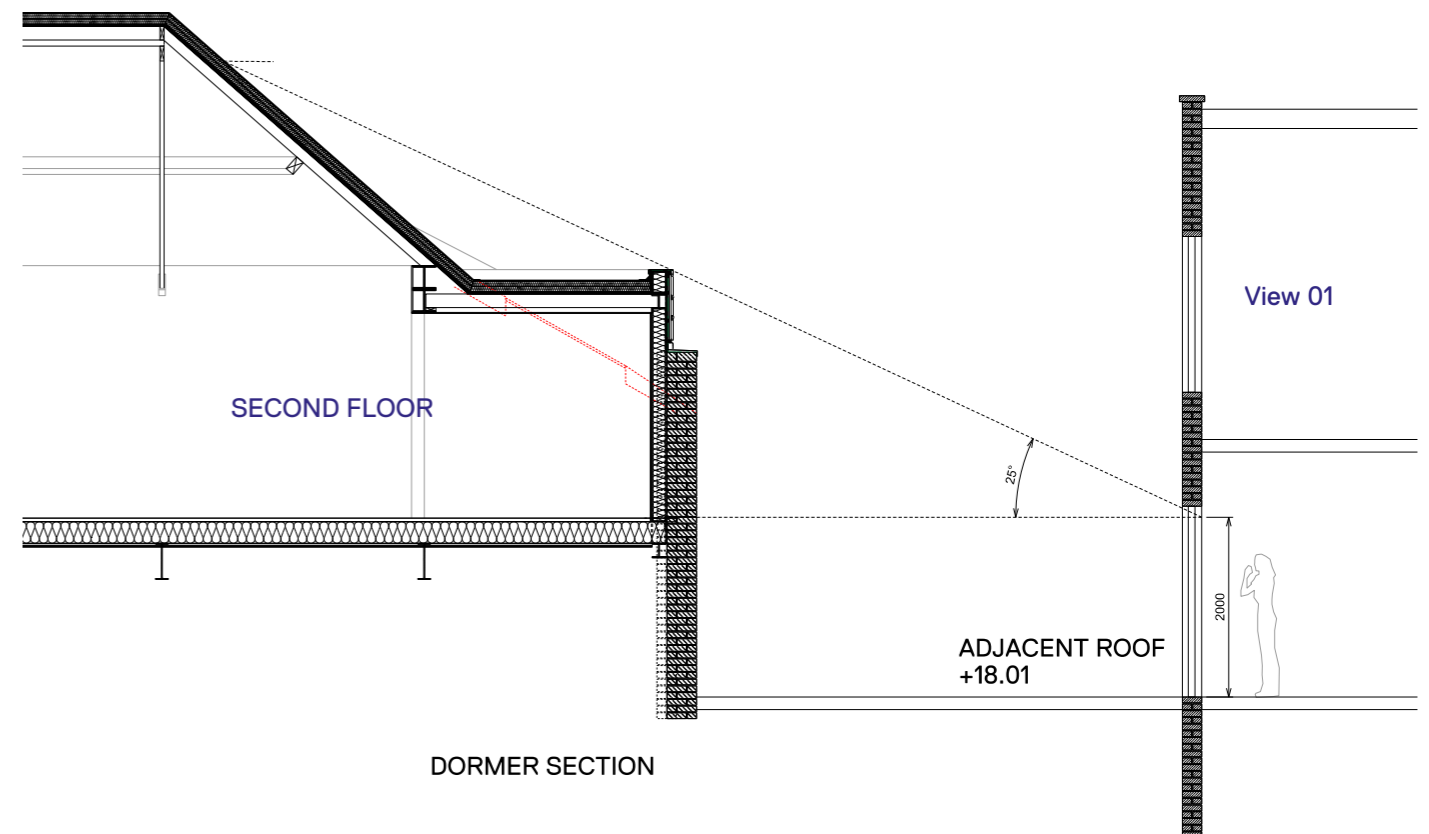 View 01
SECOND FLOOR
25°
2000
ADJACENT ROOF
+18.01
DORMER SECTION